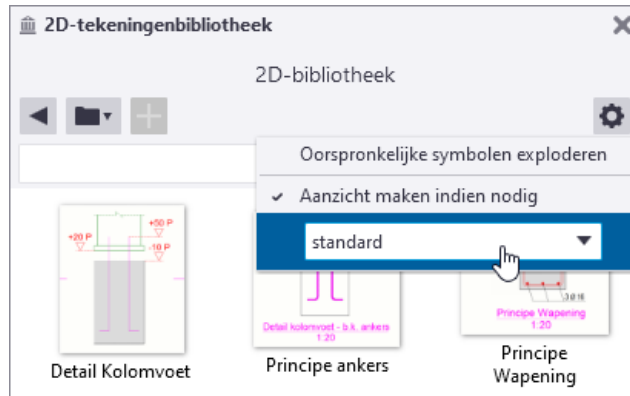 2D-tekeningenbibliotheek
2D-bibliotheek
Oorspronkelijke symbolen exploderen
Aanzicht maken indien nodig
standard
+50 P
+20 P
-10 P
Detail kolomvoet - b.k. ankers
1:20
3Ø16
Principe Wapening
1:20
Detail Kolomvoet
Principe ankers
Principe
Wapening